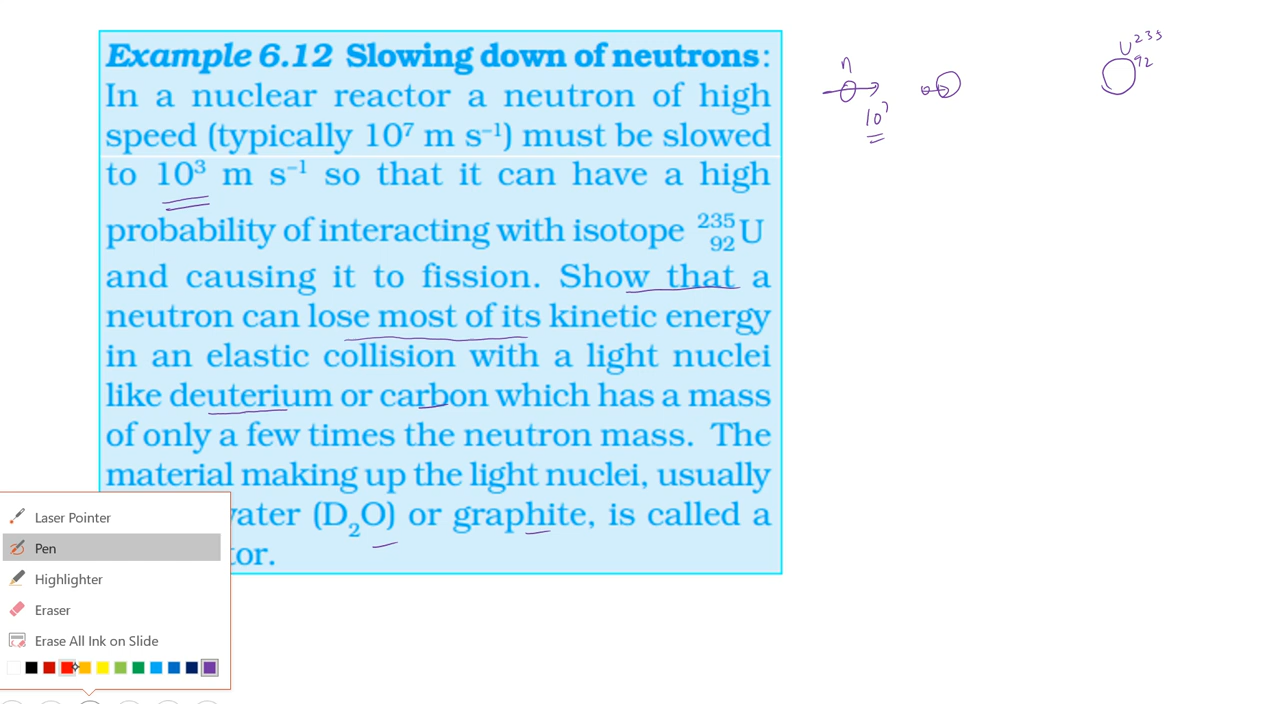 Example 6.12 Slowing down of neutrons:
In a nuclear reactor a neutron of high
speed (typically 10⁷ m s⁻¹) must be slowed
to 10³ m s⁻¹ so that it can have a high
probability of interacting with isotope ²³⁵₉₂U
and causing it to fission. Show that a
neutron can lose most of its kinetic energy
in an elastic collision with a light nuclei
like deuterium or carbon which has a mass
of only a few times the neutron mass. The
material making up the light nuclei, usually
water (D₂O) or graphite, is called a
tor.
n
10⁷
U²³⁵
92
Laser Pointer
Pen
Highlighter
Eraser
Erase All Ink on Slide